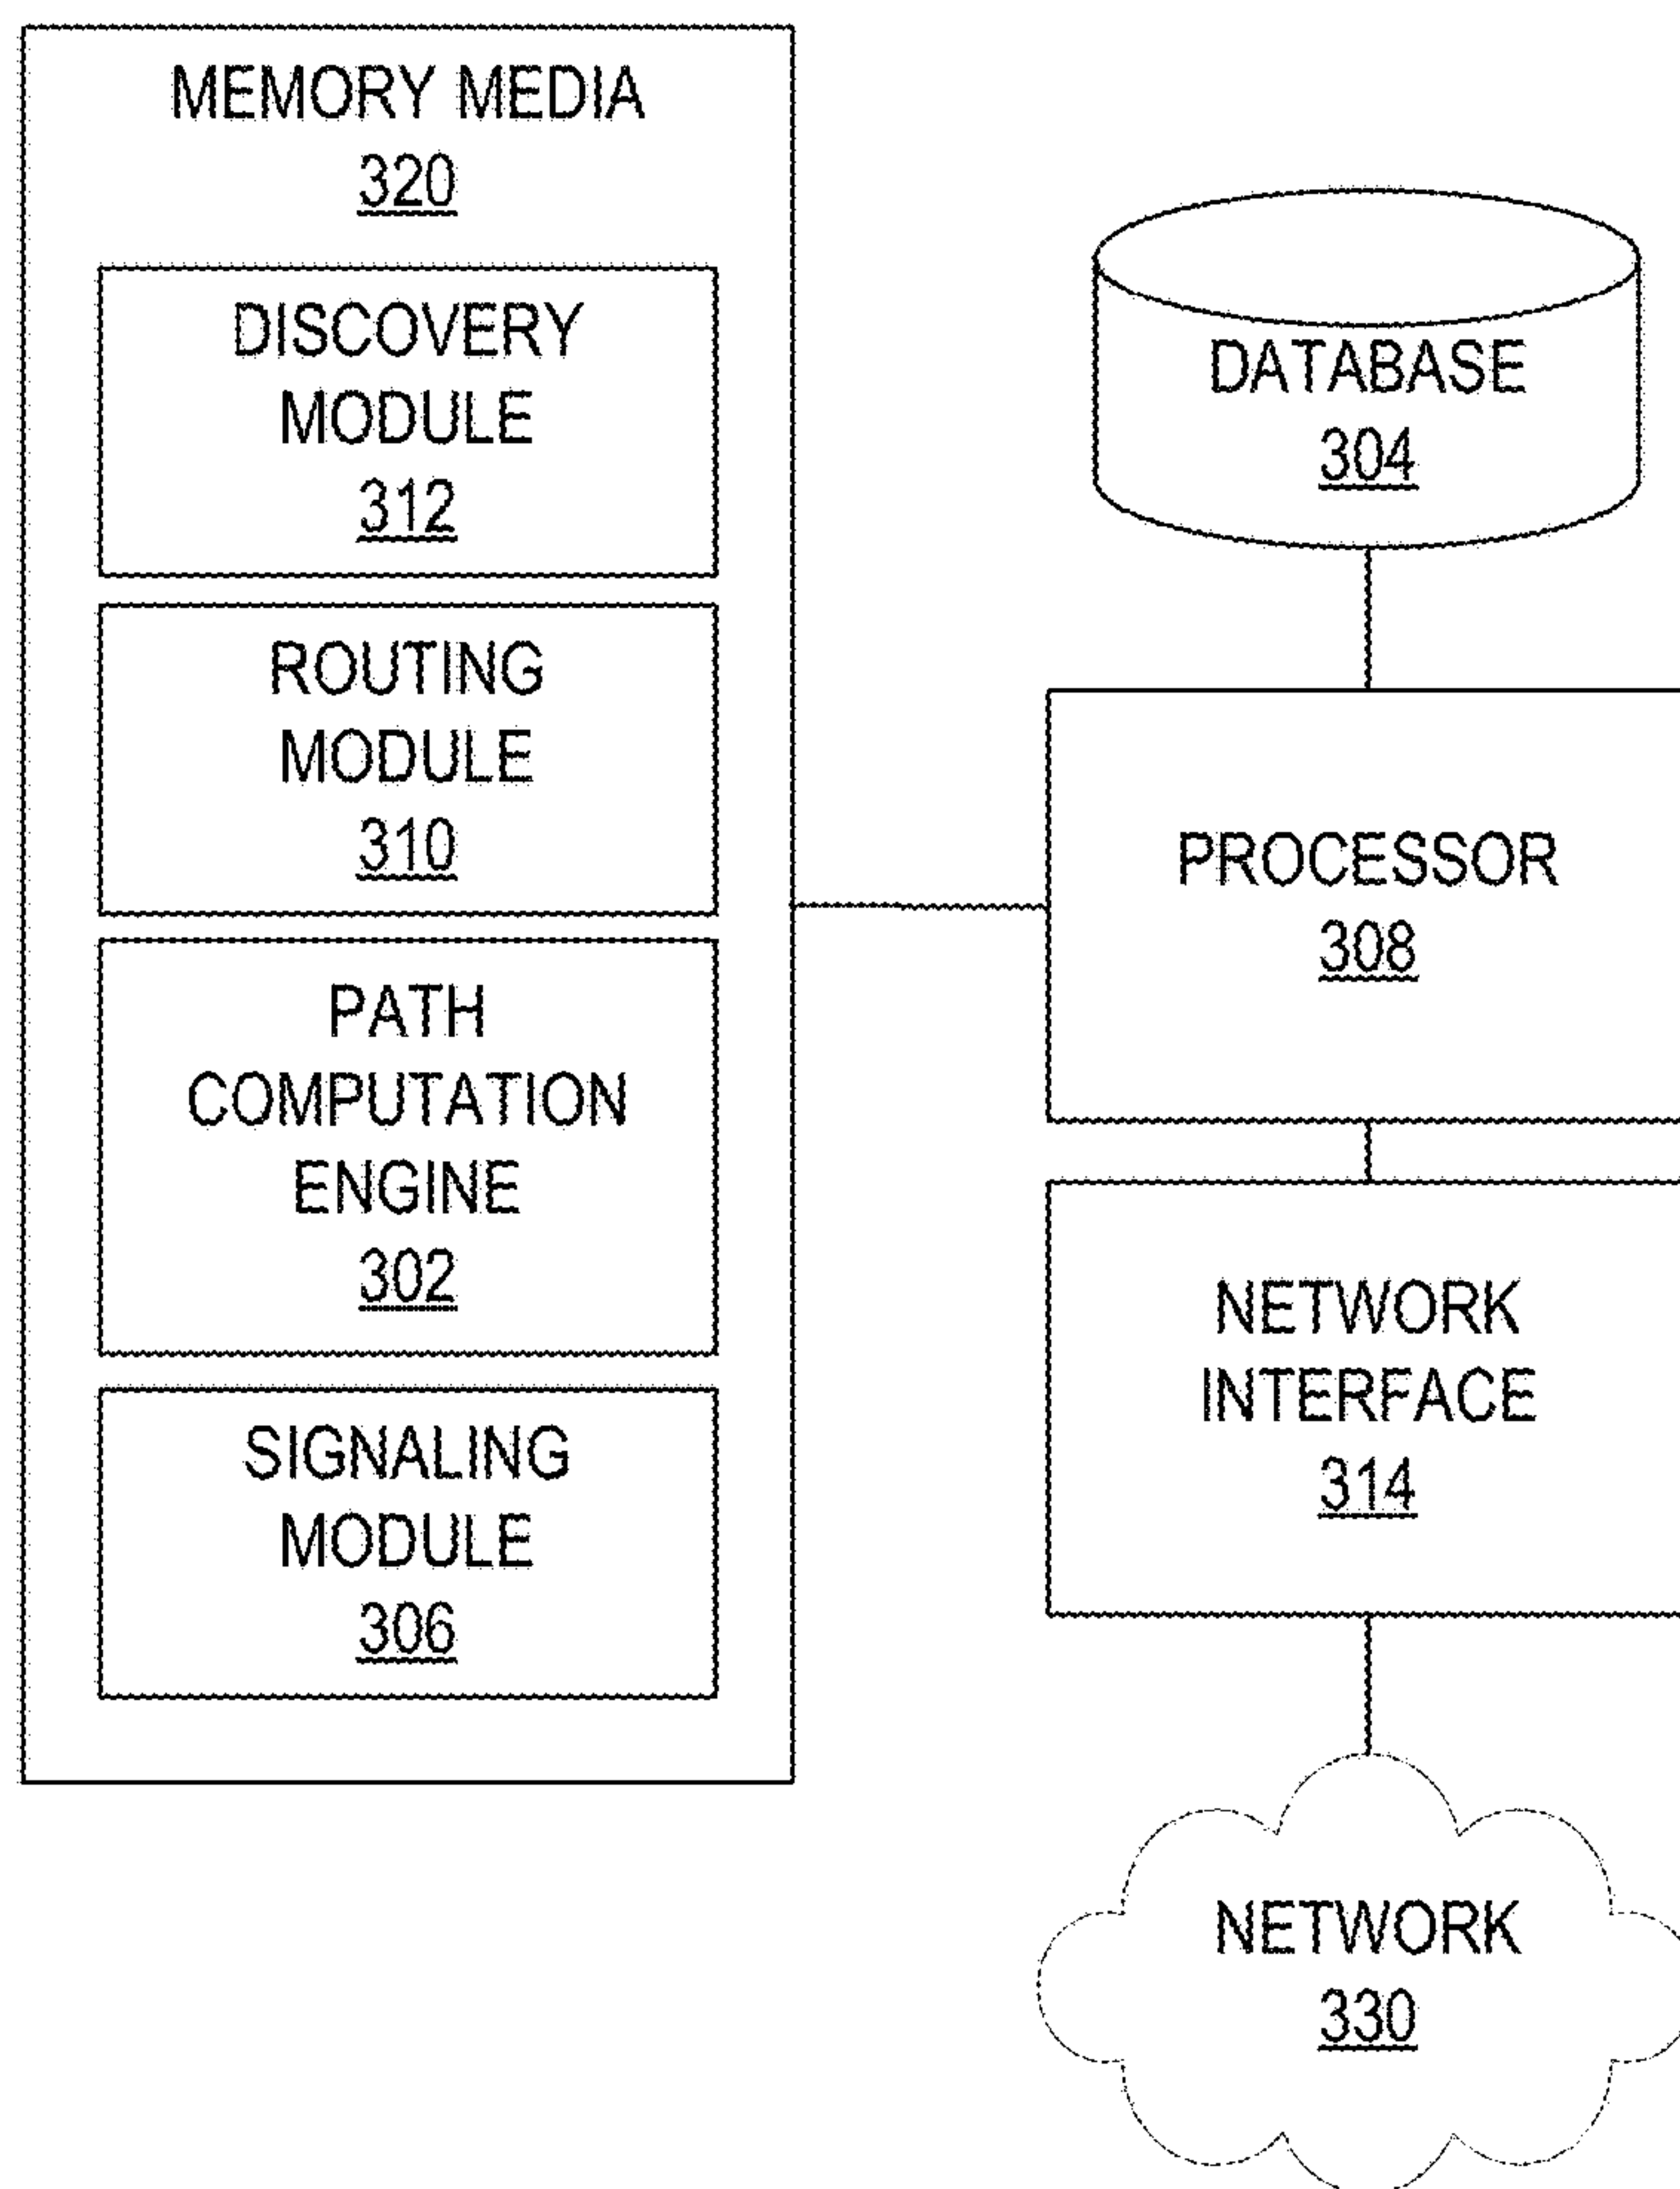 MEMORY MEDIA
320
DISCOVERY
MODULE
312
ROUTING
MODULE
310
PATH
COMPUTATION
ENGINE
302
SIGNALING
MODULE
306
DATABASE
304
PROCESSOR
308
NETWORK
INTERFACE
314
NETWORK
330